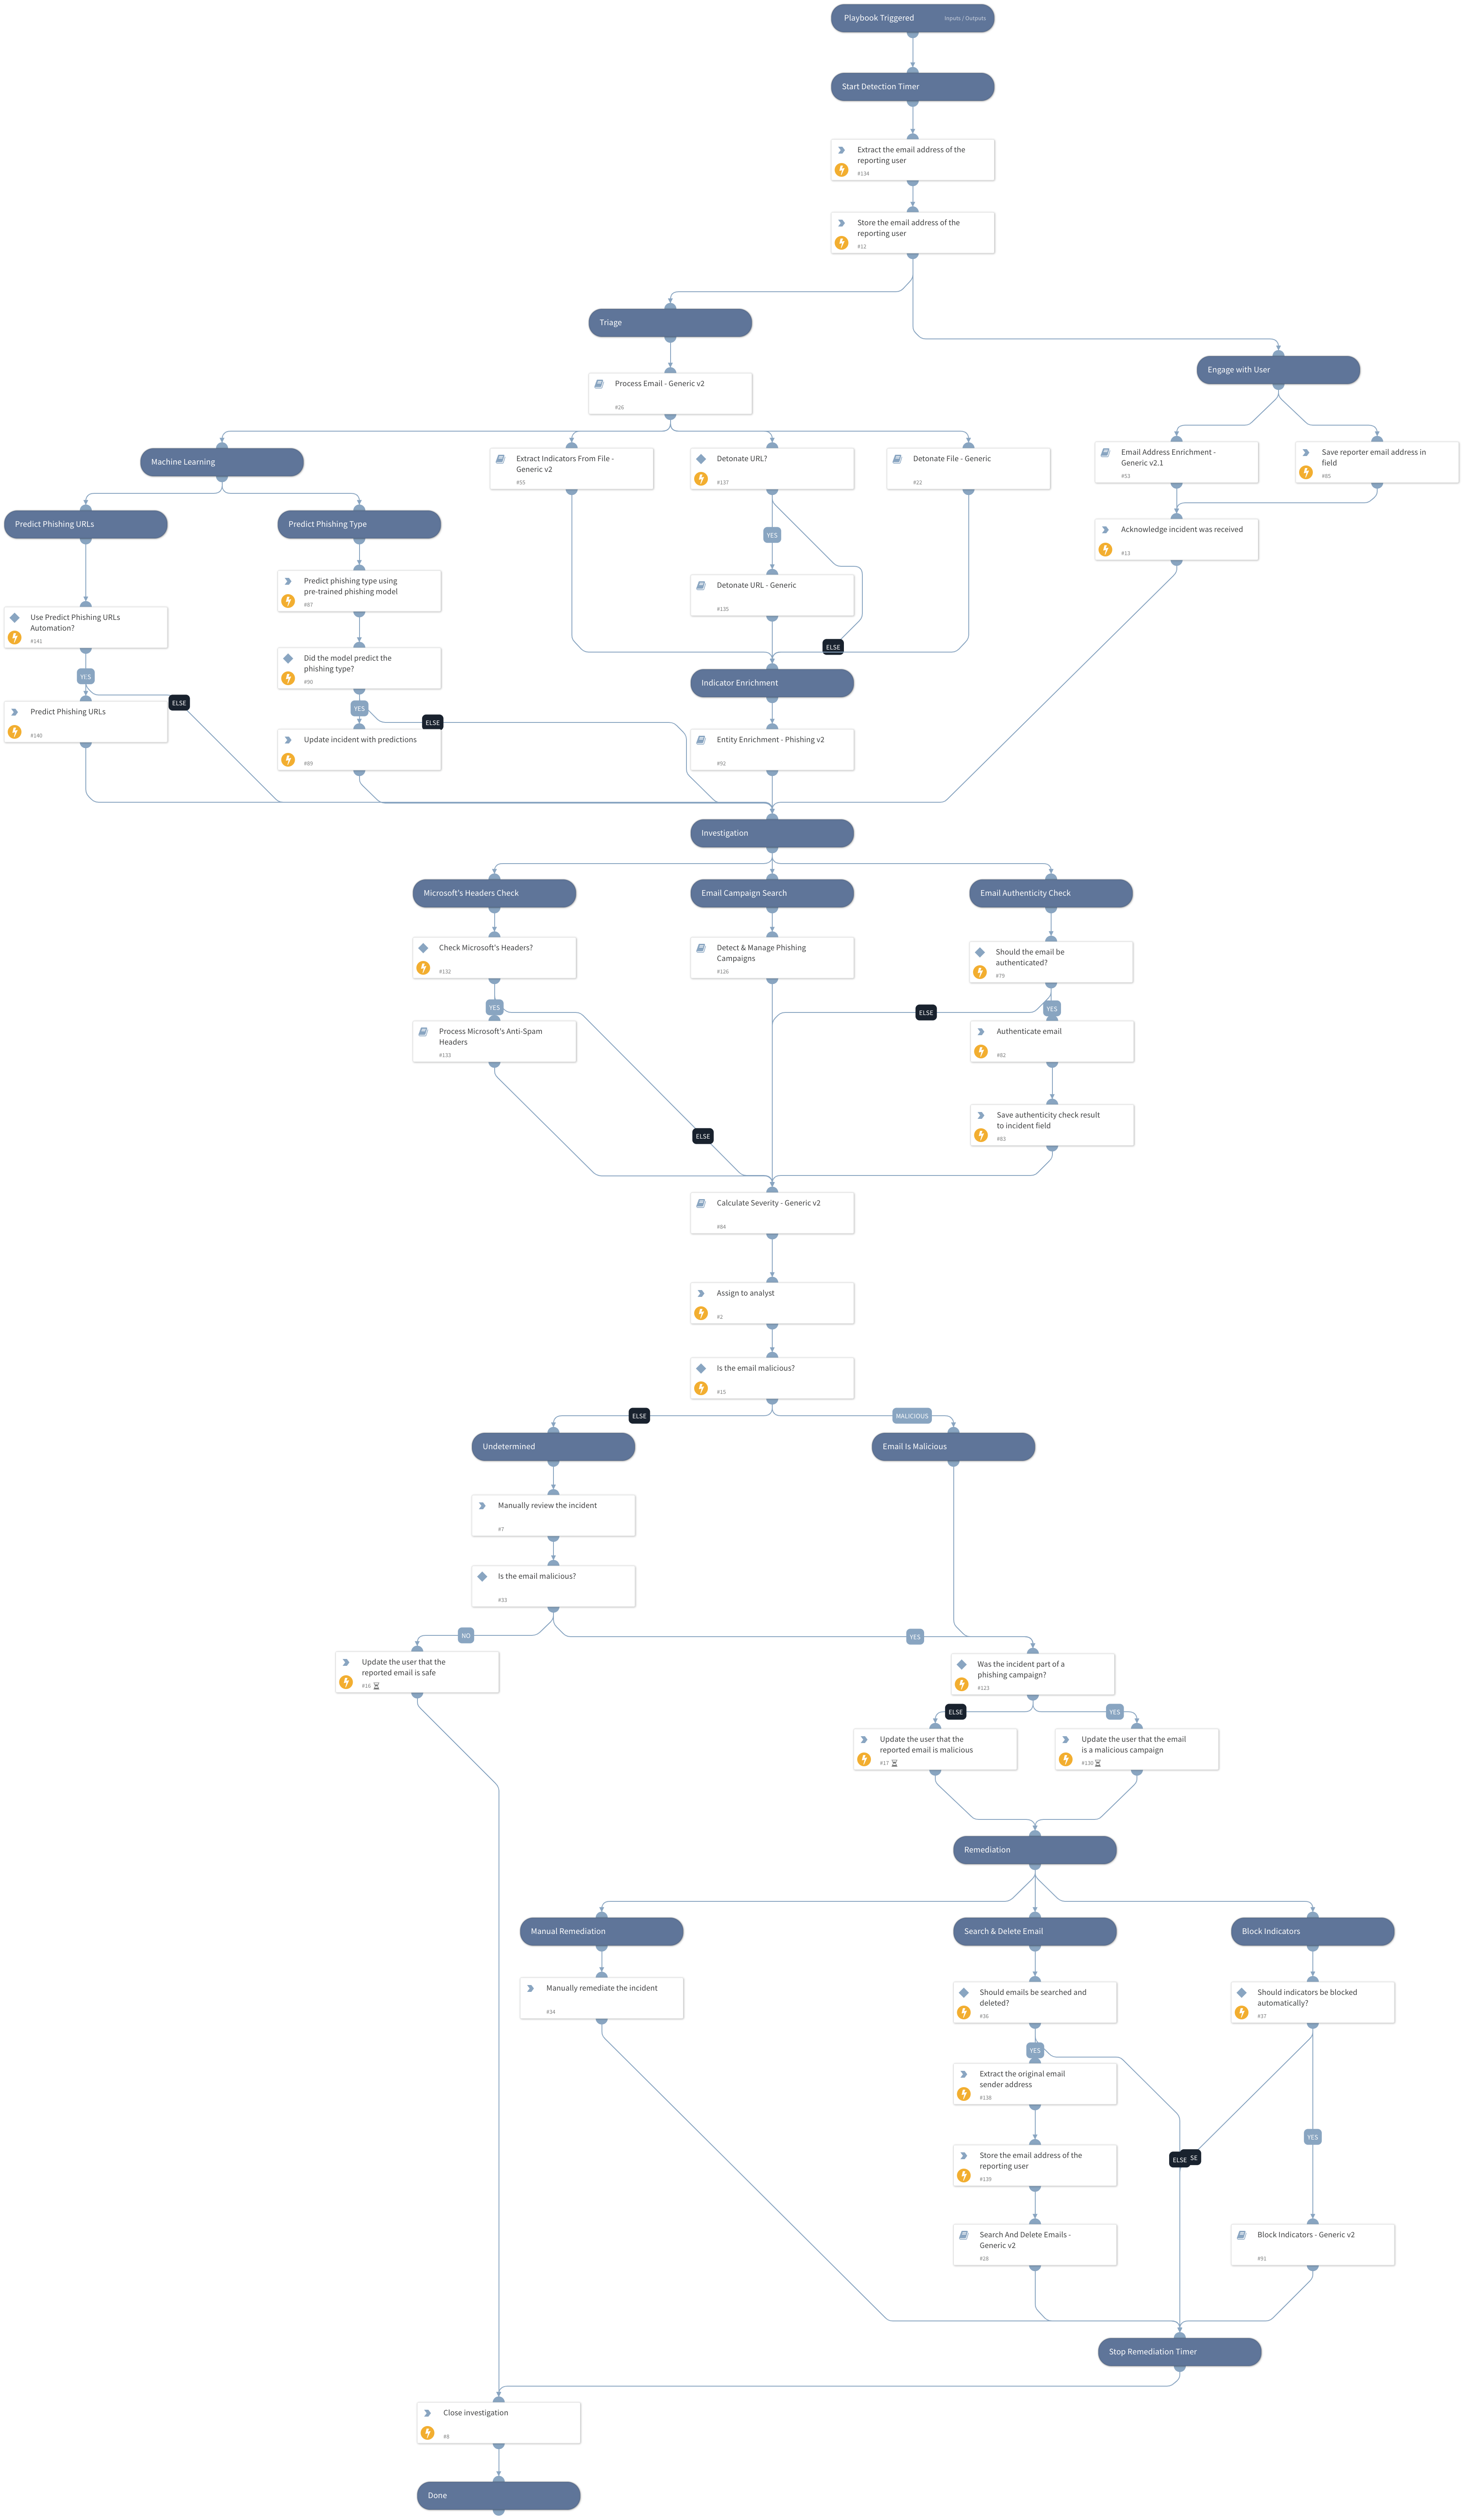 Playbook Triggered
Inputs / Outputs
Start Detection Timer
Extract the email address of the
reporting user
#134
Store the email address of the
reporting user
#12
Triage
Engage with User
Process Email - Generic v2
#26
Machine Learning
Extract Indicators From File -
Generic v2
#55
Detonate URL?
#137
Detonate File - Generic
#22
Email Address Enrichment -
Generic v2.1
#53
Save reporter email address in
field
#85
Predict Phishing URLs
Predict Phishing Type
Acknowledge incident was received
#13
YES
Predict phishing type using
pre-trained phishing model
#87
Detonate URL - Generic
#135
Use Predict Phishing URLs
Automation?
#141
ELSE
Did the model predict the
phishing type?
#90
Indicator Enrichment
YES
ELSE
Predict Phishing URLs
#140
YES
ELSE
Update incident with predictions
#89
Entity Enrichment - Phishing v2
#92
Investigation
Microsoft's Headers Check
Email Campaign Search
Email Authenticity Check
Check Microsoft's Headers?
#132
Detect & Manage Phishing
Campaigns
#126
Should the email be
authenticated?
#79
YES
ELSE
YES
Process Microsoft's Anti-Spam
Headers
#133
Authenticate email
#82
Save authenticity check result
to incident field
#83
ELSE
Calculate Severity - Generic v2
#84
Assign to analyst
#2
Is the email malicious?
#15
ELSE
MALICIOUS
Undetermined
Email Is Malicious
Manually review the incident
#7
Is the email malicious?
#33
NO
YES
Update the user that the
reported email is safe
#16
Was the incident part of a
phishing campaign?
#123
ELSE
YES
Update the user that the
reported email is malicious
#17
Update the user that the email
is a malicious campaign
#130
Remediation
Manual Remediation
Search & Delete Email
Block Indicators
Manually remediate the incident
#34
Should emails be searched and
deleted?
#36
Should indicators be blocked
automatically?
#37
YES
Extract the original email
sender address
#138
YES
Store the email address of the
reporting user
#139
ELSE
SE
Search And Delete Emails -
Generic v2
#28
Block Indicators - Generic v2
#91
Stop Remediation Timer
Close investigation
#8
Done